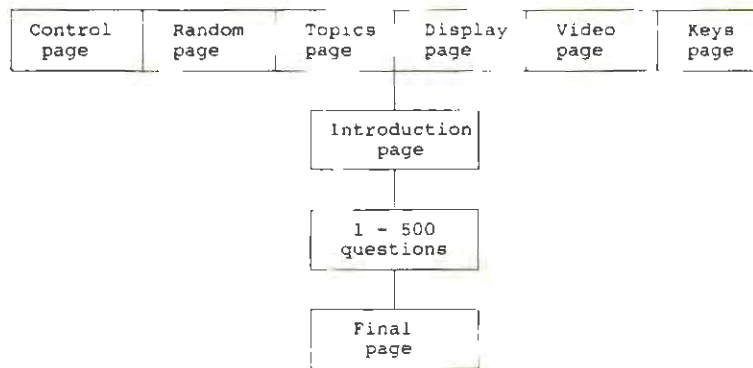 Control Random Topics Display Video Keys
page page page page page page
Introduction
page
1 - 500
questions
Final
page